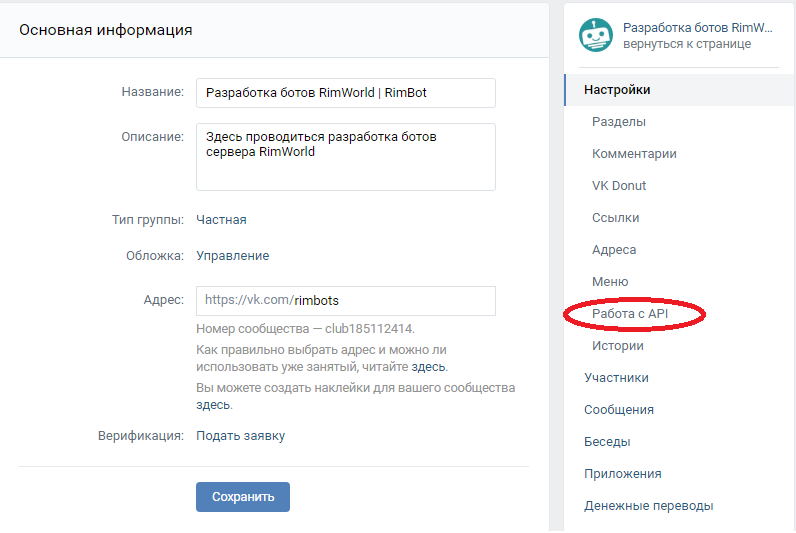 Основная информация
Название: Разработка ботов RimWorld | RimBot
Описание: Здесь проводиться разработка ботов
сервера RimWorld
Тип группы: Частная
Обложка: Управление
Адрес: https://vk.com/rimbots
Номер сообщества — club185112414.
Как правильно выбрать адрес и можно ли
использовать уже занятый, читайте здесь.
Вы можете создать наклейки для вашего сообщества
здесь.
Верификация: Подать заявку
Сохранить
Разработка ботов RimW...
вернуться к странице
Настройки
Разделы
Комментарии
VK Donut
Ссылки
Адреса
Меню
Работа с API
Истории
Участники
Сообщения
Беседы
Приложения
Денежные переводы